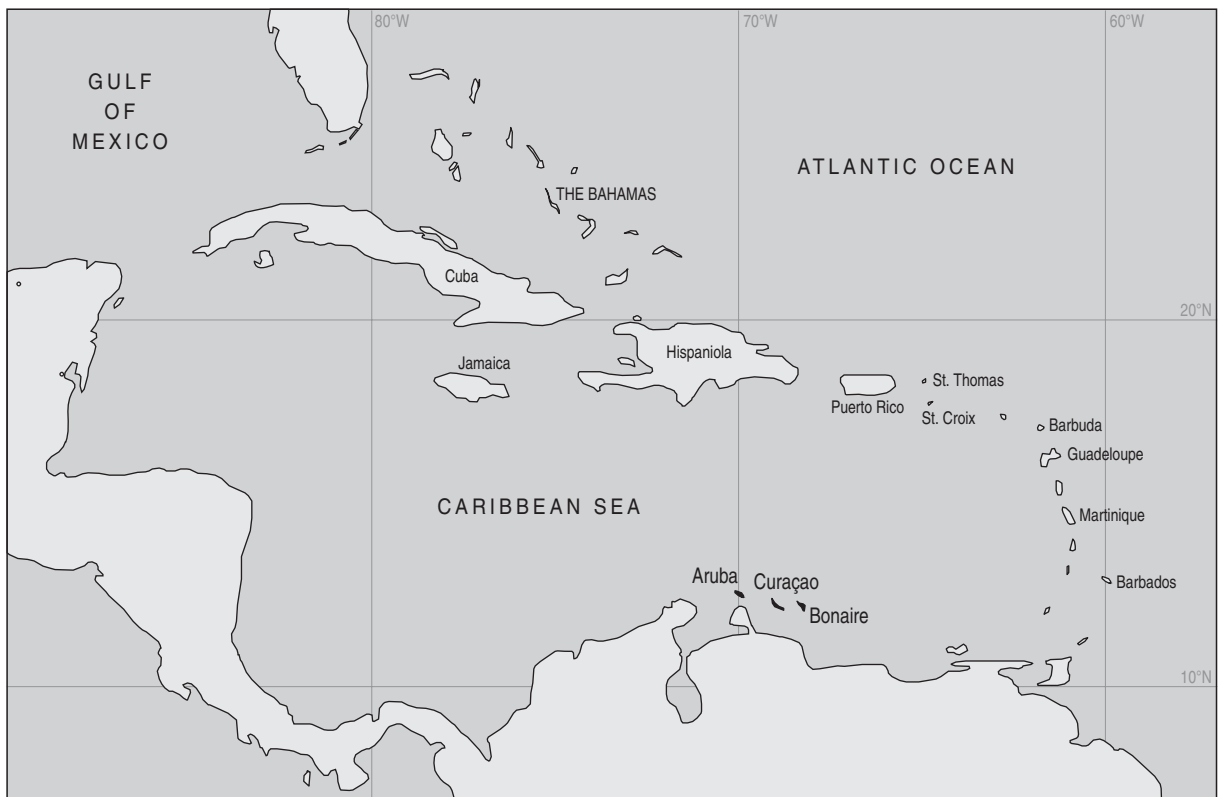 80°W
70°W
60°W
GULF
OF
MEXICO
ATLANTIC OCEAN
THE BAHAMAS
Cuba
20°N
Hispaniola
Jamaica
St. Thomas
Puerto Rico
St. Croix
Barbuda
Guadeloupe
CARIBBEAN SEA
Martinique
Aruba
Curaçao
Barbados
Bonaire
10°N